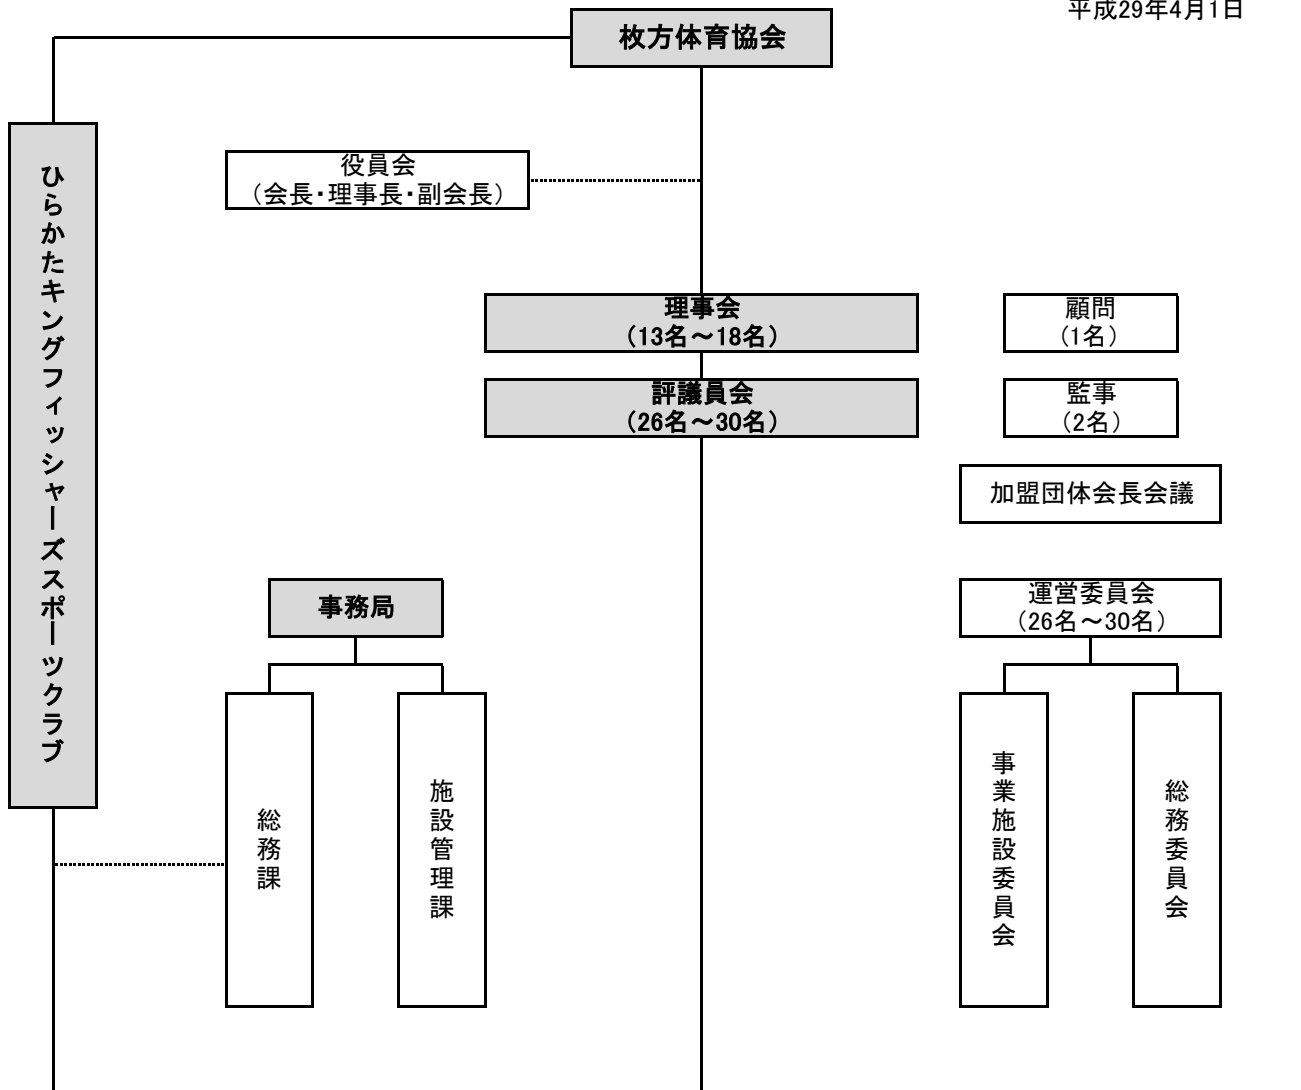 平成29年4月1日
枚方体育協会
ひらかたキングフィッシャーズスポーツクラブ
役員会
（会長・理事長・副会長）
理事会
（13名～18名）
顧問
（1名）
評議員会
（26名～30名）
監事
（2名）
加盟団体会長会議
事務局
運営委員会
（26名～30名）
総務課
施設管理課
事業施設委員会
総務委員会